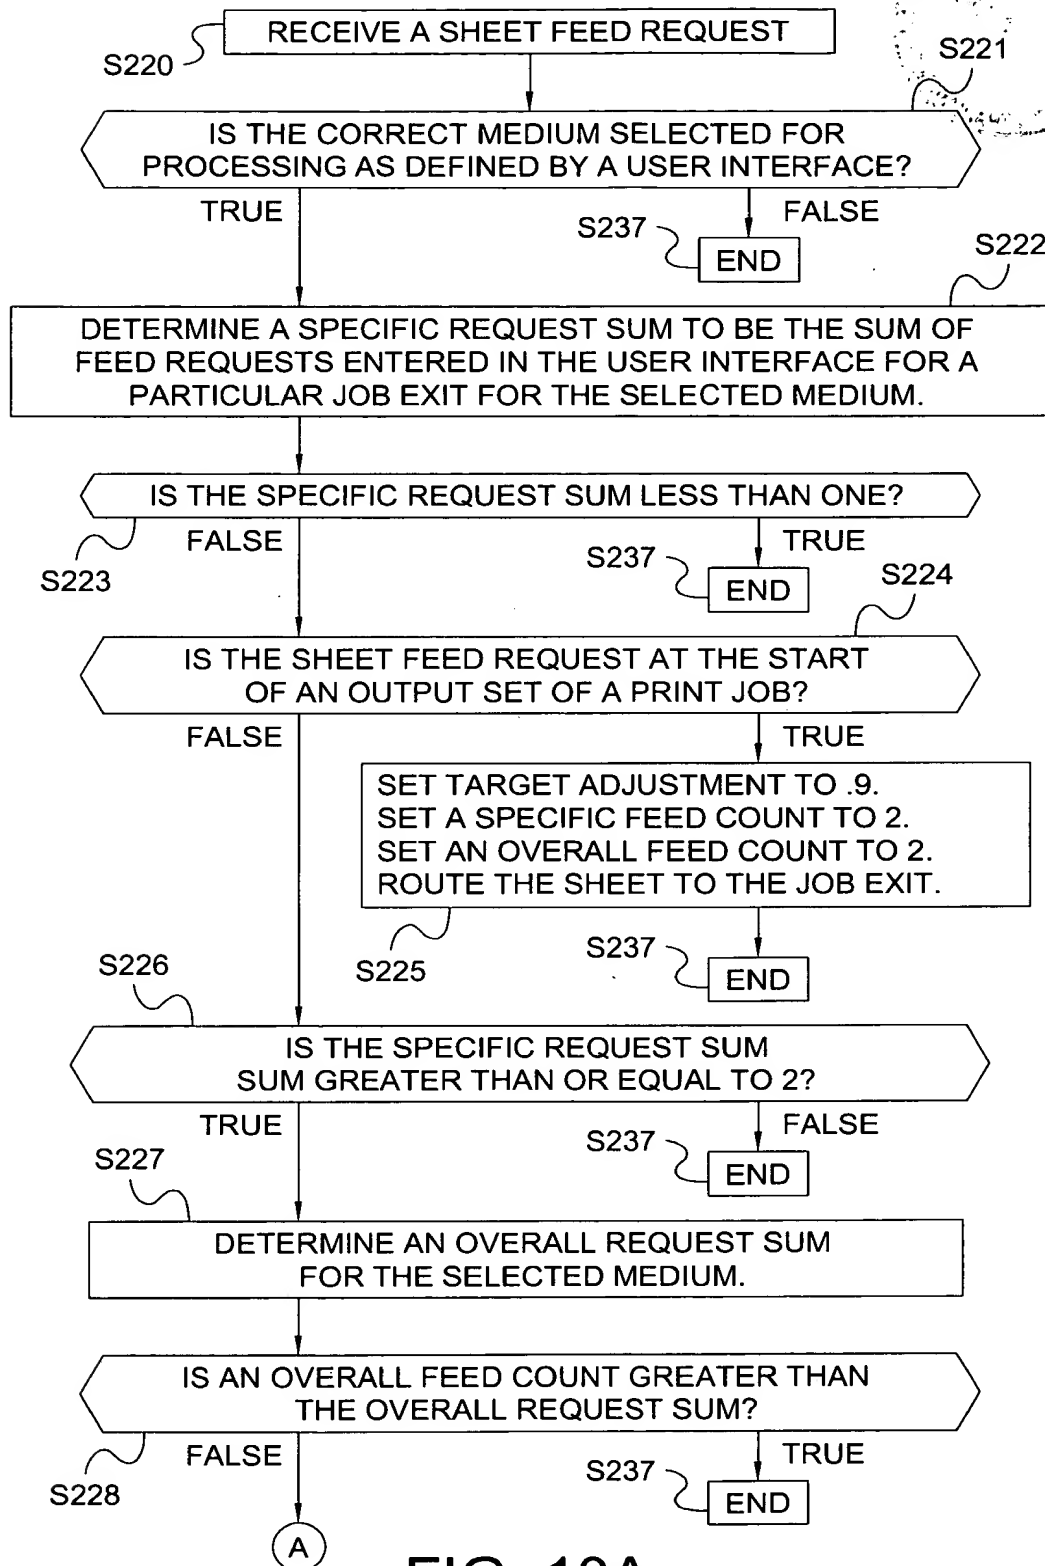 RECEIVE A SHEET FEED REQUEST
S220
S221
IS THE CORRECT MEDIUM SELECTED FOR
PROCESSING AS DEFINED BY A USER INTERFACE?
TRUE
FALSE
S237
END
S222
DETERMINE A SPECIFIC REQUEST SUM TO BE THE SUM OF
FEED REQUESTS ENTERED IN THE USER INTERFACE FOR A
PARTICULAR JOB EXIT FOR THE SELECTED MEDIUM.
IS THE SPECIFIC REQUEST SUM LESS THAN ONE?
S223
FALSE
TRUE
S237
END
S224
IS THE SHEET FEED REQUEST AT THE START
OF AN OUTPUT SET OF A PRINT JOB?
FALSE
TRUE
SET TARGET ADJUSTMENT TO .9.
SET A SPECIFIC FEED COUNT TO 2.
SET AN OVERALL FEED COUNT TO 2.
ROUTE THE SHEET TO THE JOB EXIT.
S225
S237
END
S226
IS THE SPECIFIC REQUEST SUM
SUM GREATER THAN OR EQUAL TO 2?
TRUE
FALSE
S237
END
S227
DETERMINE AN OVERALL REQUEST SUM
FOR THE SELECTED MEDIUM.
IS AN OVERALL FEED COUNT GREATER THAN
THE OVERALL REQUEST SUM?
S228
FALSE
TRUE
S237
END
A
FIG. 10A